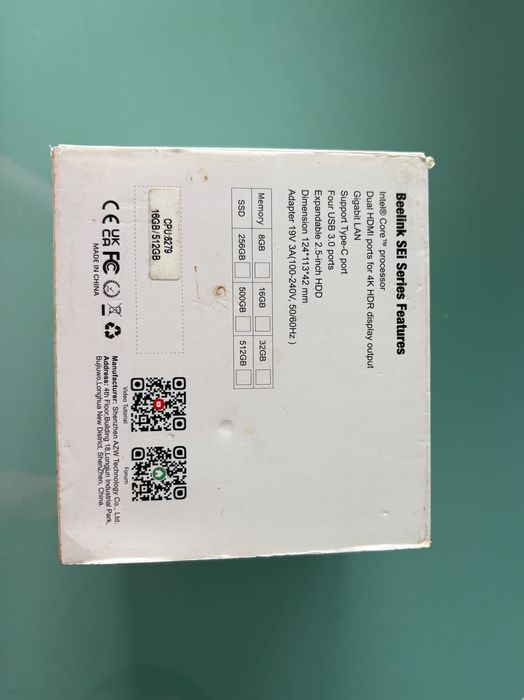 Beelink SEi Series Features
Intel® Core™ processor
Dual HDMI ports for 4K HDR display output
Gigabit LAN
Support Type-C port
Four USB 3.0 ports
Expandable 2.5-inch HDD
Dimension 124*113*42 mm
Adapter 19V 3A(100-240V, 50/60Hz )
Memory 8GB 16GB 32GB
SSD 256GB 500GB 512GB
CPU:8279
16GB/512GB
CE UK CA FC
MADE IN CHINA
Video Tutorial
Forum
Manufacturer: Shenzhen AZW Technology Co., Ltd.
Address: 4th Floor,Building 18,Longjun Industrial Park,
Bujiuwo,Longhua New District, ShenZhen, China.